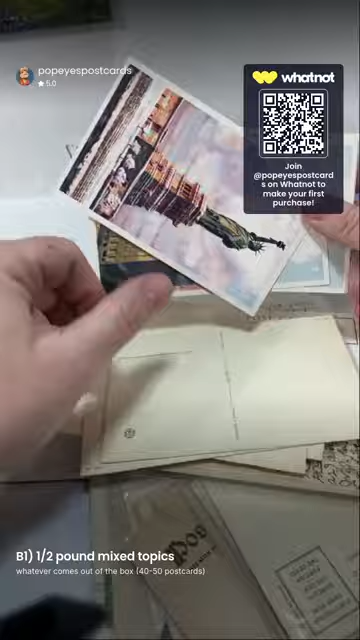 popeyespostcards
★ 5.0
whatnot
Join
@popeyespostcard
s on Whatnot to
make your first
purchase!
B1) 1/2 pound mixed topics
whatever comes out of the box (40-50 postcards)